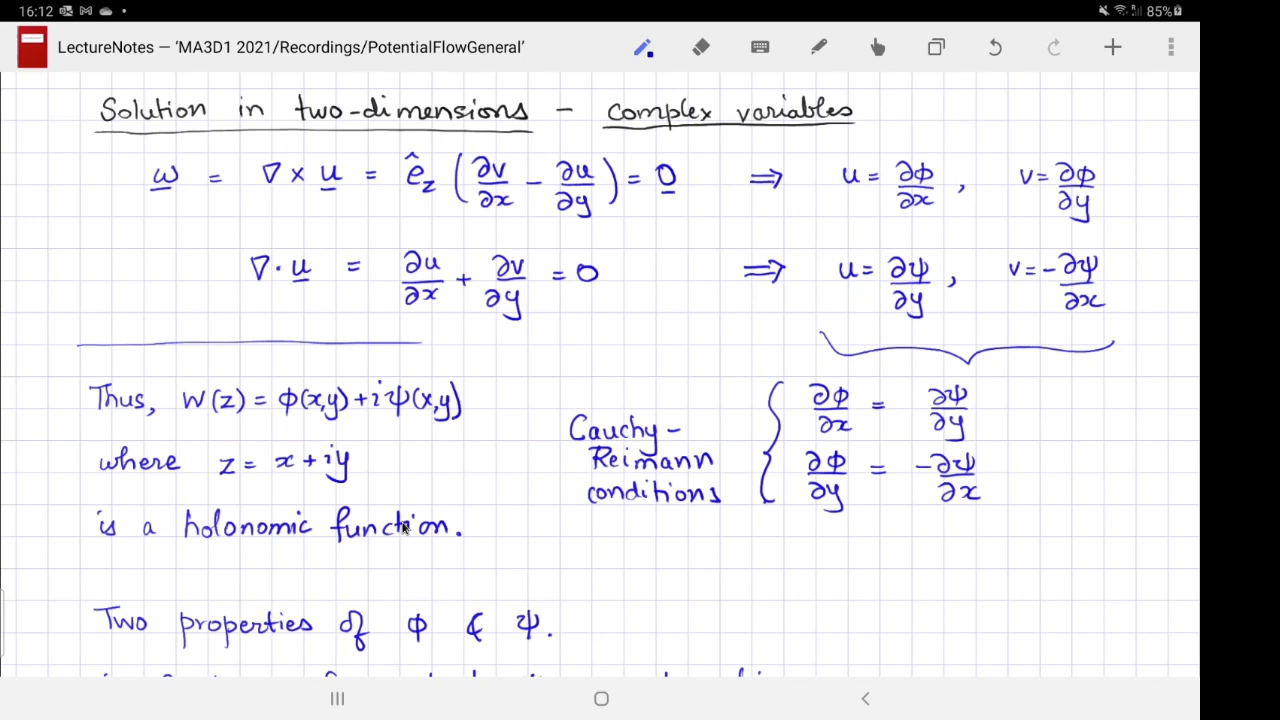 16:12
85%
LectureNotes — 'MA3D1 2021/Recordings/PotentialFlowGeneral'
Solution in two-dimensions - complex variables
ω = ∇ × u = ê_z (∂v/∂x − ∂u/∂y) = 0 ⟹ u = ∂φ/∂x , v = ∂φ/∂y
∇ · u = ∂u/∂x + ∂v/∂y = 0 ⟹ u = ∂ψ/∂y , v = −∂ψ/∂x
Thus, W(z) = φ(x,y) + iψ(x,y)
where z = x + iy
is a holonomic function.
Cauchy-
Reimann
conditions
∂φ/∂x = ∂ψ/∂y
∂φ/∂y = −∂ψ/∂x
Two properties of φ & ψ.